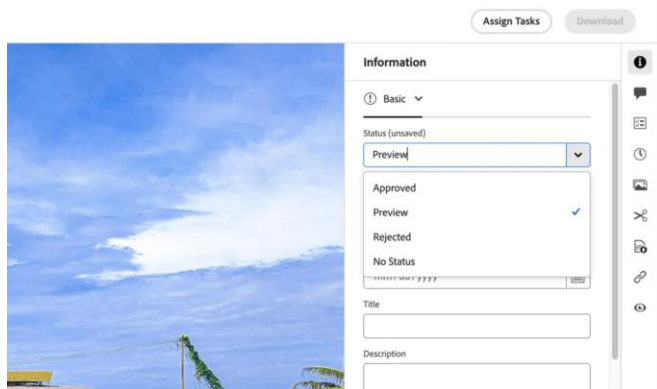 Assign Tasks
Download
Information
Basic
Status (unsaved)
Preview
Approved
Preview
Rejected
No Status
Title
Description